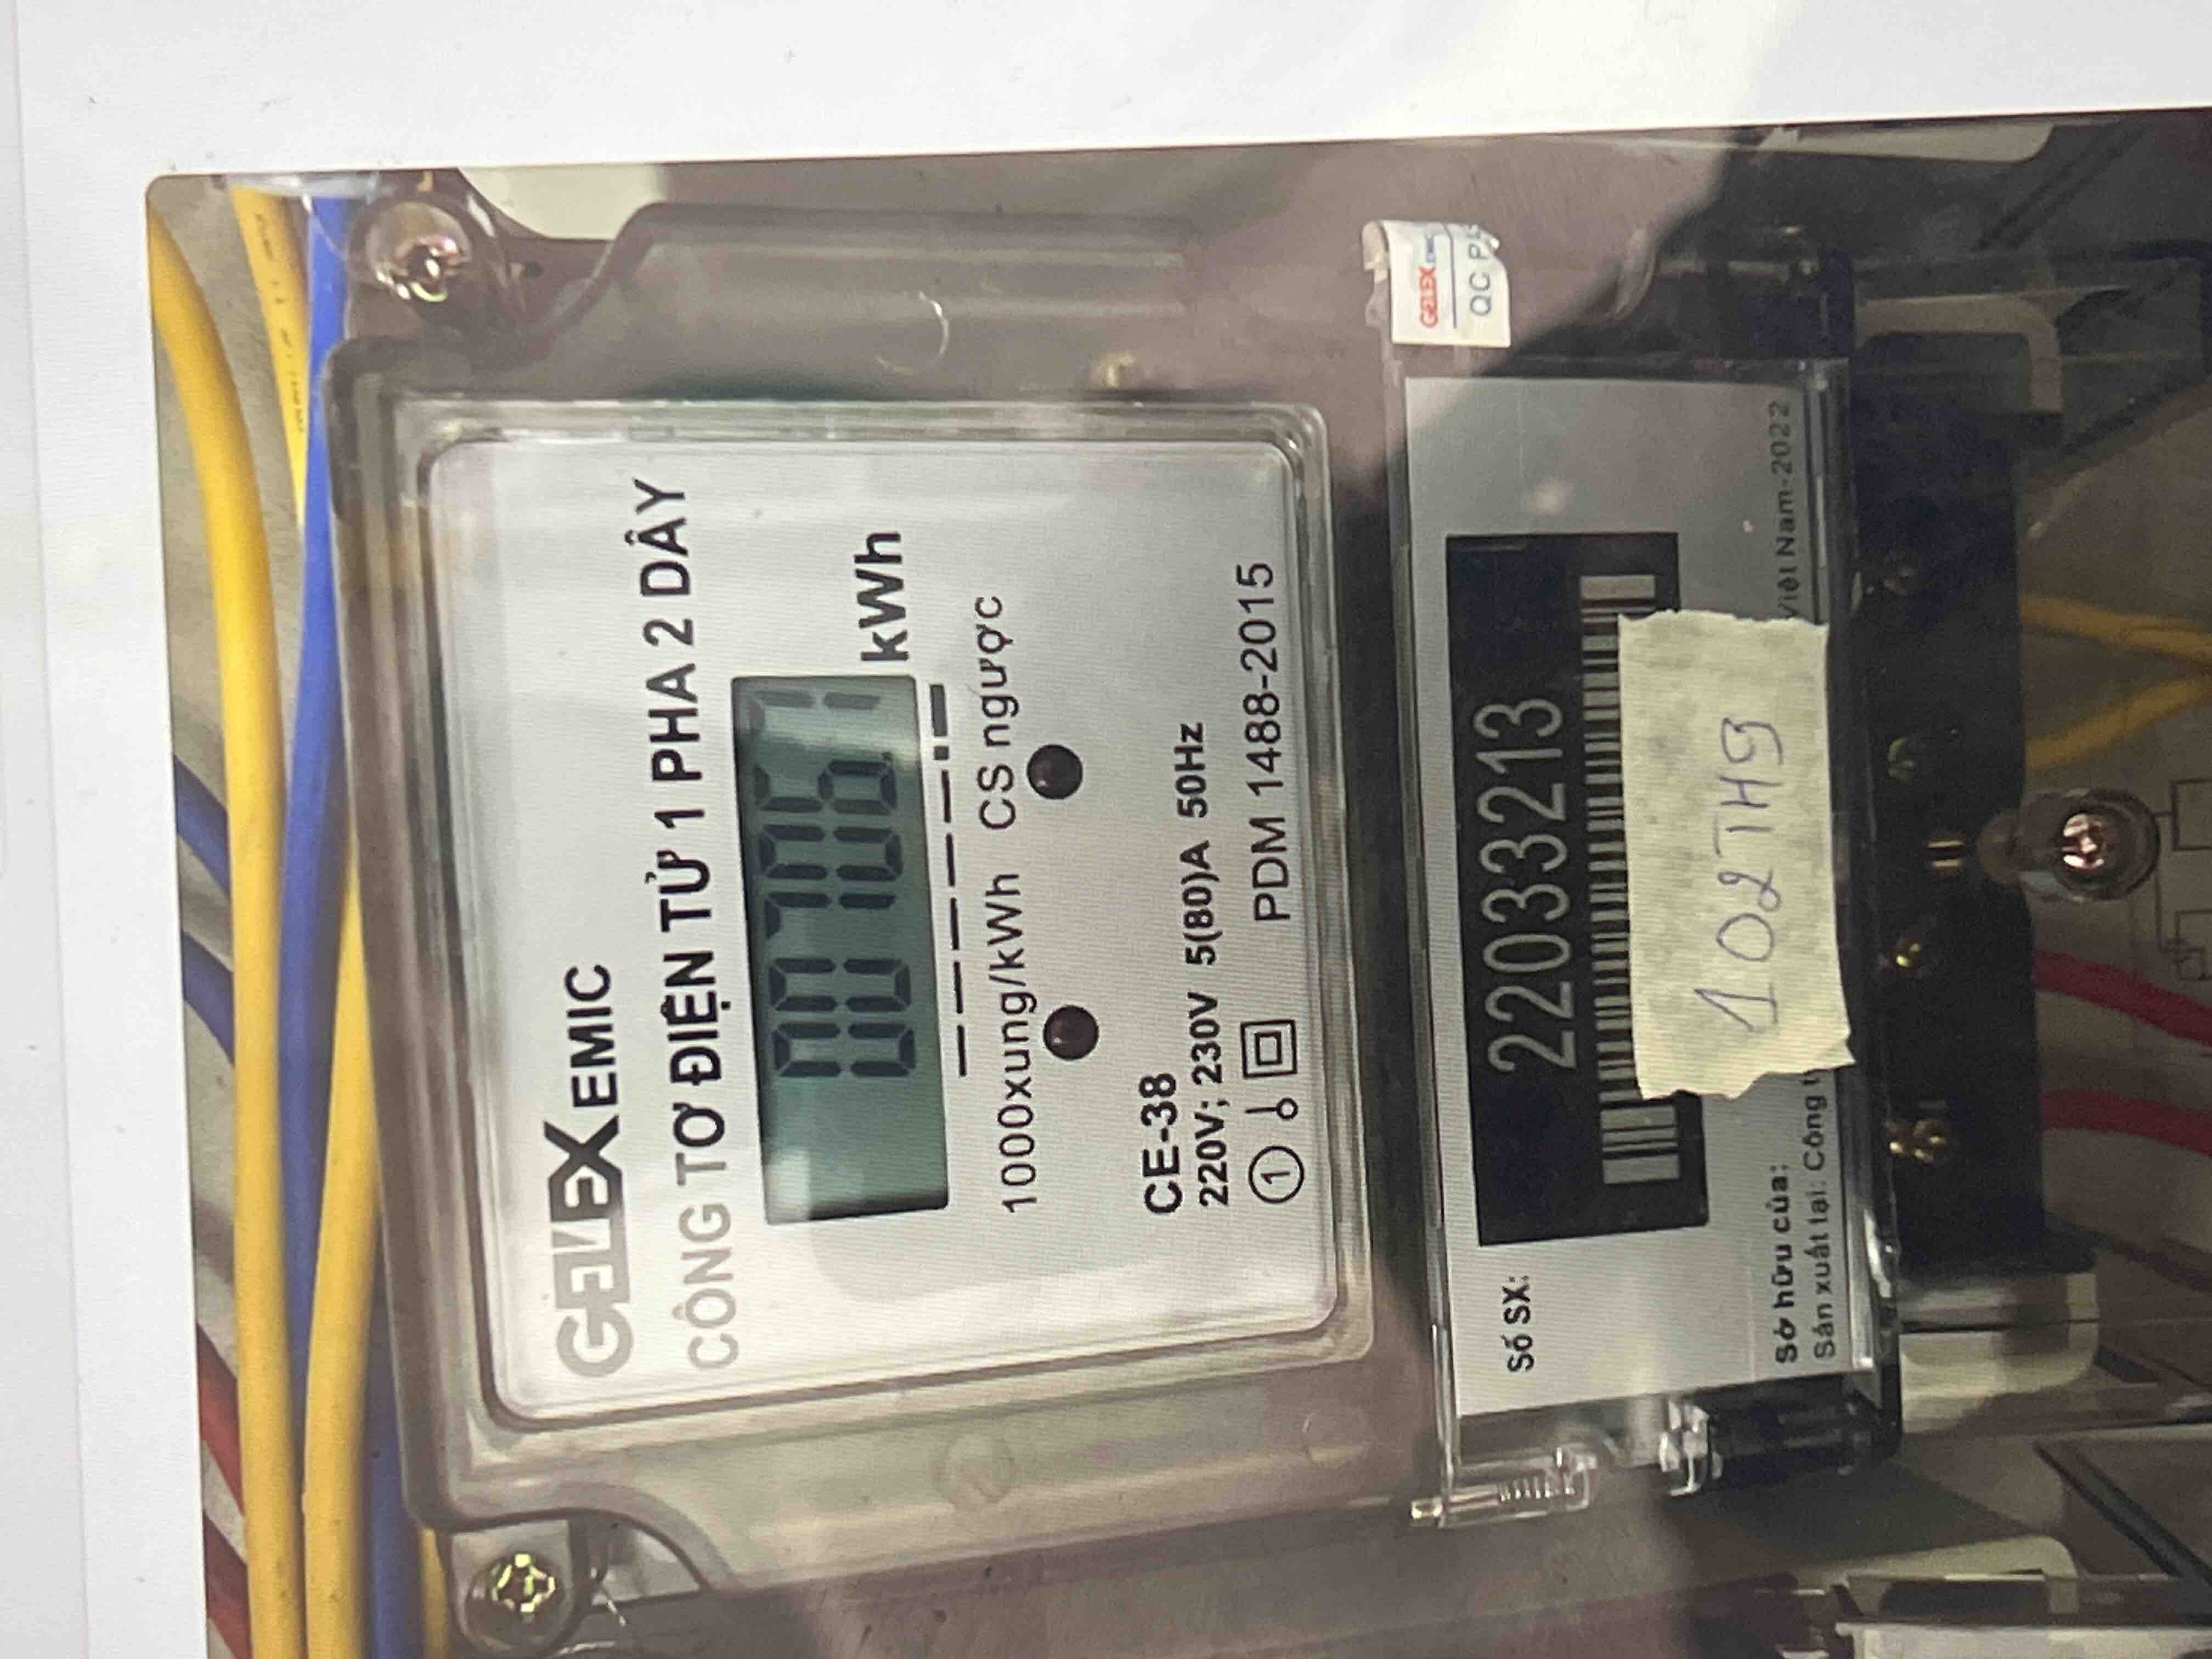 GELEX EMIC
CÔNG TƠ ĐIỆN TỬ 1 PHA 2 DÂY
00706.7 kWh
1000xung/kWh CS ngược
CE-38
220V; 230V 5(80)A 50Hz
1 PDM 1488-2015
GELEX EMIC
QC
Số SX: 22033213
102TH9
Sở hữu của:
Sản xuất tại: Công Việt Nam-2022